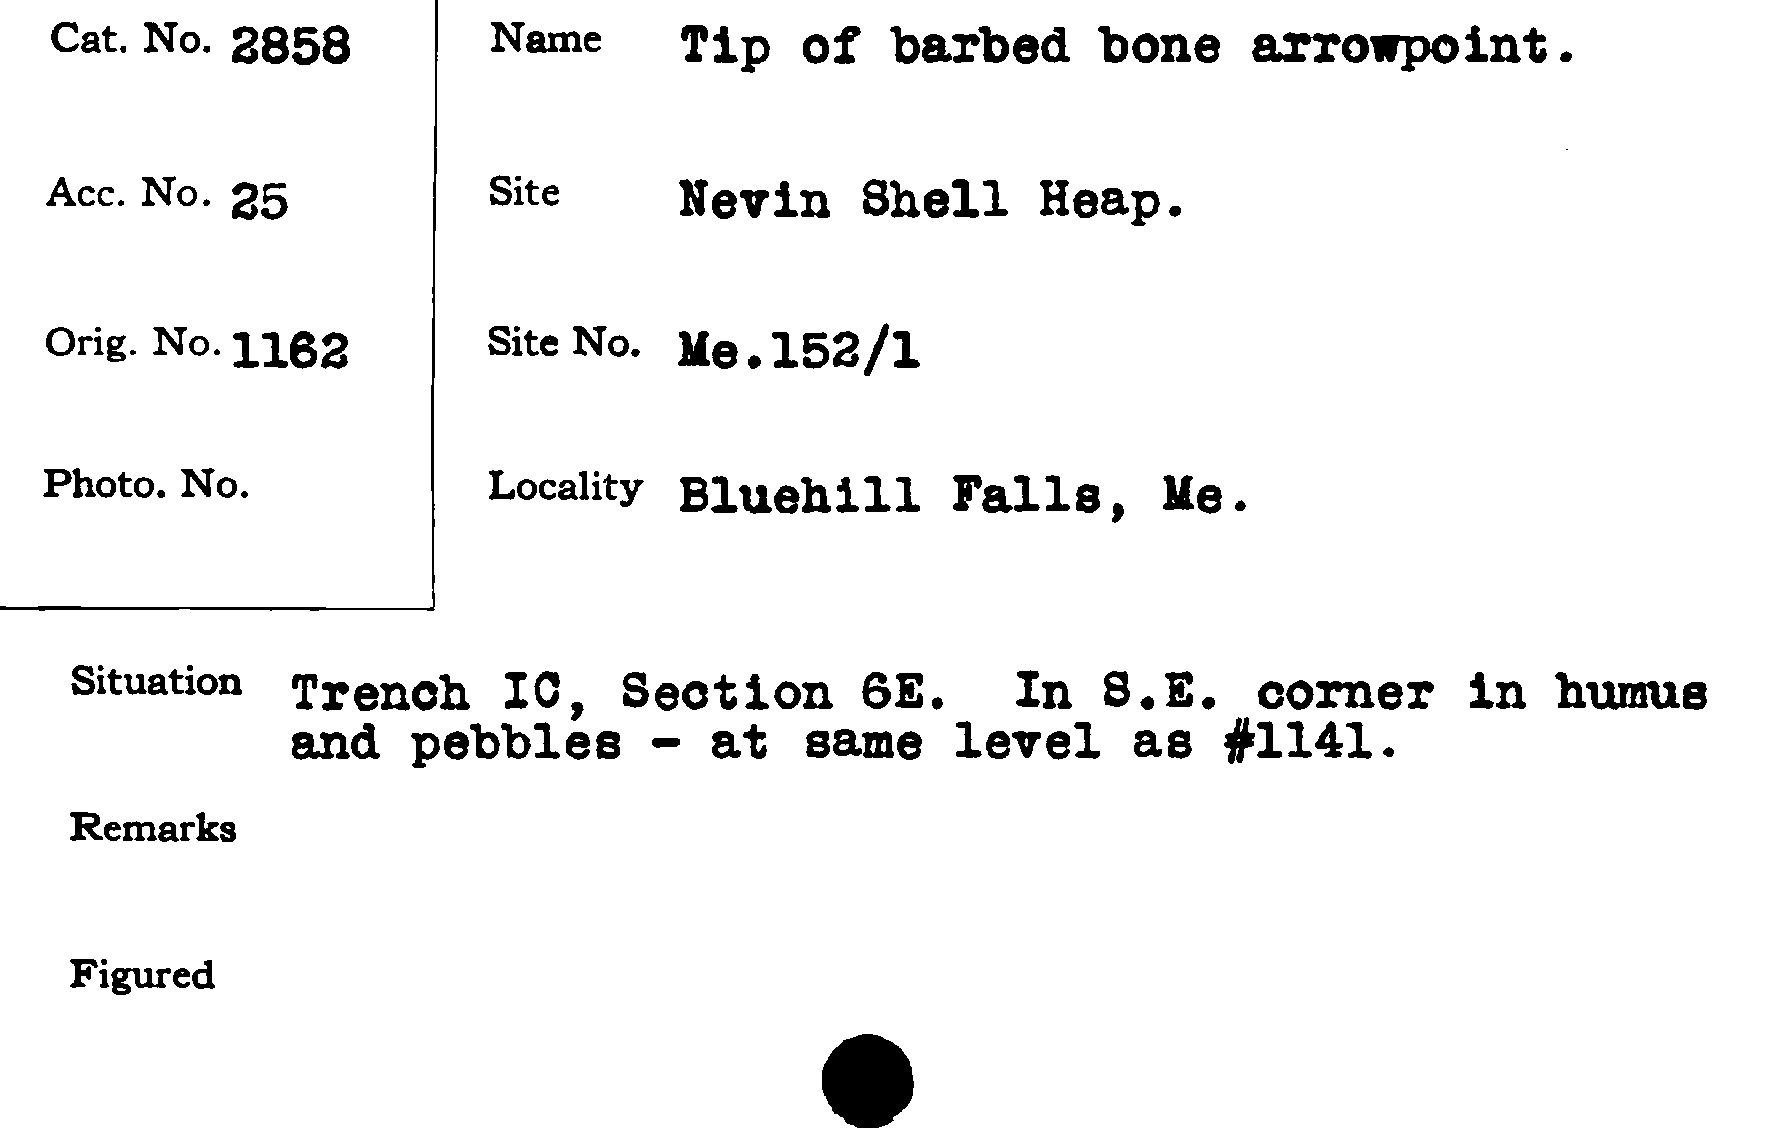 Cat. No. 2858
Acc. No. 25
Orig. No. 1162
Photo. No.
Name Tip of barbed bone arrowpoint.
Site Nevin Shell Heap.
Site No. Me.152/1
Locality Bluehill Falls, Me.
Situation Trench IC, Section 6E. In S.E. corner in humus
and pebbles - at same level as #1141.
Remarks
Figured